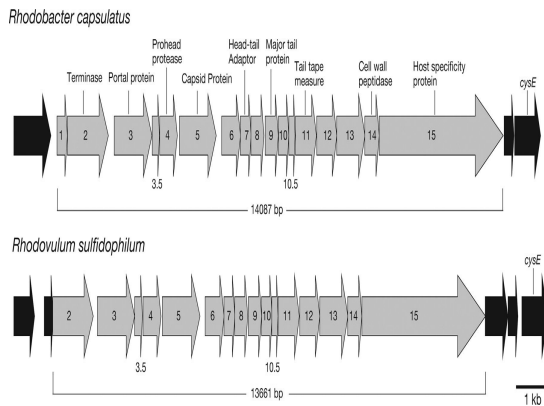 Rhodobacter capsulatus
Prohead
protease
Head-tail
Adaptor
Major tail
protein
Terminase
Portal protein
Capsid Protein
Tail tape
measure
Cell wall
peptidase
Host specificity
protein
cysE
1 2 3 4 5 6 7 8 9 10 11 12 13 14 15
3.5 10.5
14087 bp
Rhodovulum sulfidophilum
cysE
2 3 4 5 6 7 8 9 10 11 12 13 14 15
3.5 10.5
13661 bp
1 kb